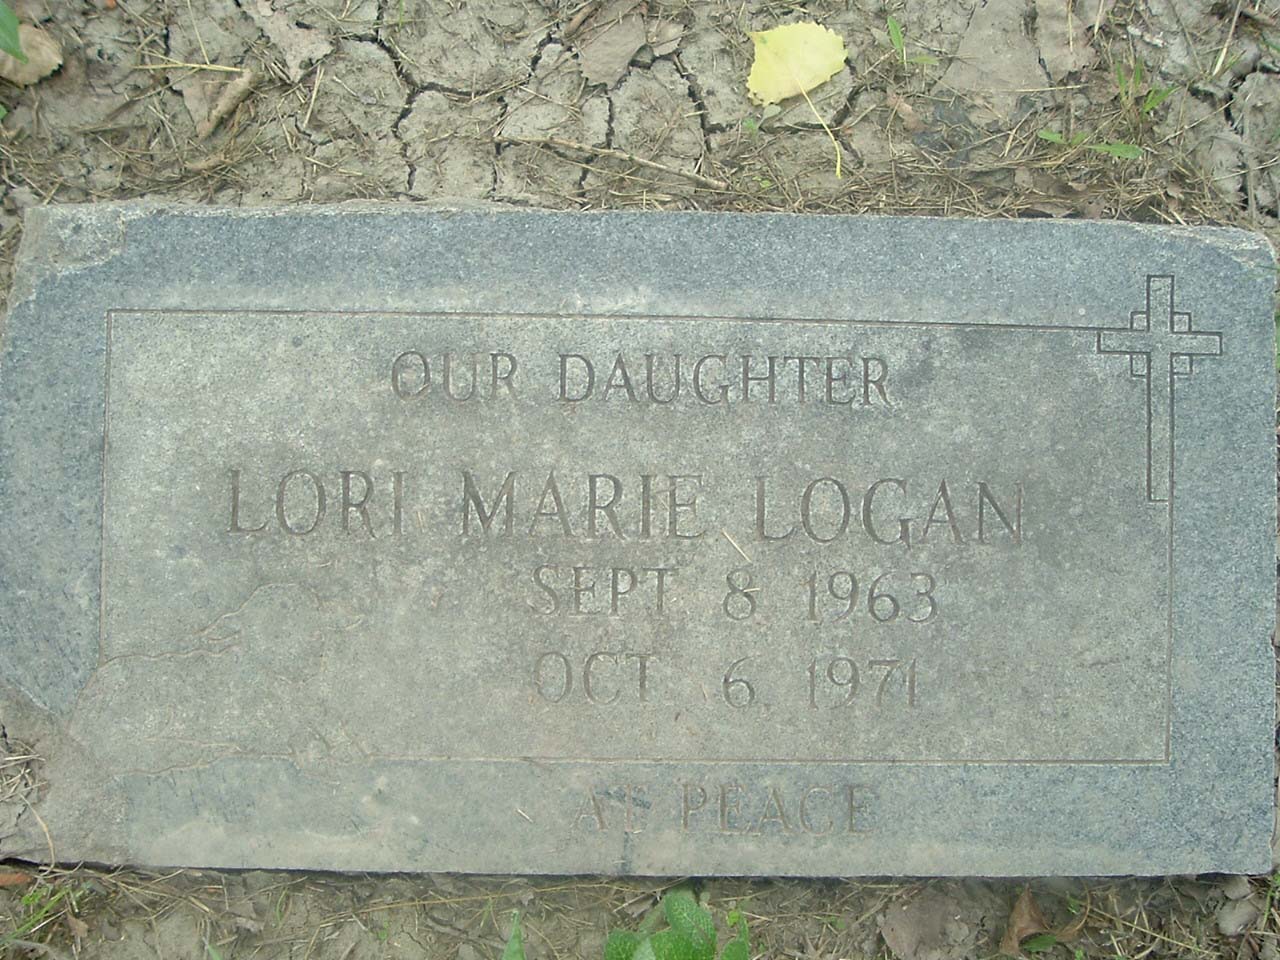 OUR DAUGHTER
LORI MARIE LOGAN
SEPT 8 1963
OCT 6 1971
AT PEACE